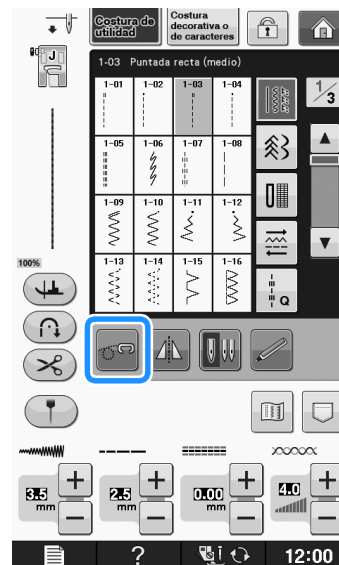 Costura de
utilidad
Costura
decorativa o
de caracteres
J
1-03 Puntada recta (medio)
1-01 1-02 1-03 1-04
1/3
1-05 1-06 1-07 1-08
1-09 1-10 1-11 1-12
1-13 1-14 1-15 1-16
Q
100%
3.5 mm
2.5 mm
0.00 mm
4.0
?
12:00